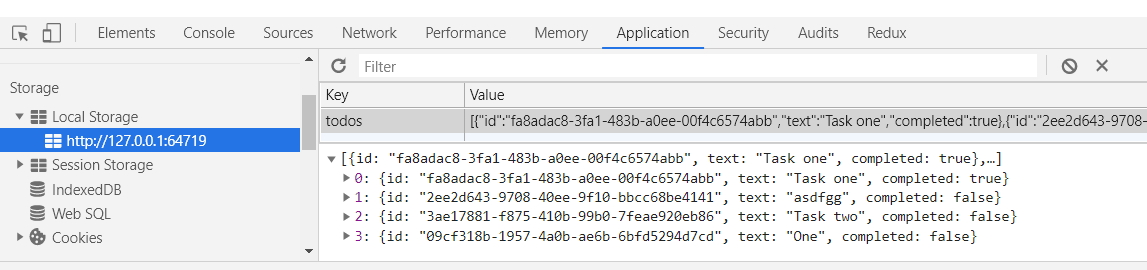 Elements Console Sources Network Performance Memory Application Security Audits Redux
Storage
Local Storage
http://127.0.0.1:64719
Session Storage
IndexedDB
Web SQL
Cookies
Filter
Key Value
todos [{"id":"fa8adac8-3fa1-483b-a0ee-00f4c6574abb","text":"Task one","completed":true},{"id":"2ee2d643-9708-
[{id: "fa8adac8-3fa1-483b-a0ee-00f4c6574abb", text: "Task one", completed: true},…]
0: {id: "fa8adac8-3fa1-483b-a0ee-00f4c6574abb", text: "Task one", completed: true}
1: {id: "2ee2d643-9708-40ee-9f10-bbcc68be4141", text: "asdfgg", completed: false}
2: {id: "3ae17881-f875-410b-99b0-7feae920eb86", text: "Task two", completed: false}
3: {id: "09cf318b-1957-4a0b-ae6b-6bfd5294d7cd", text: "One", completed: false}